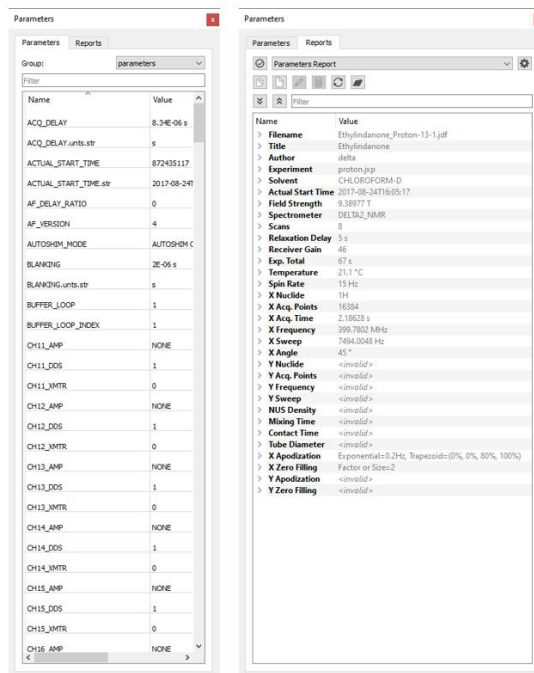 Parameters x
Parameters Reports
Group: parameters
Filter
Name Value
ACQ_DELAY 8.34E-06 s
ACQ_DELAY.unts.str s
ACTUAL_START_TIME 872435117
ACTUAL_START_TIME.str 2017-08-24T
AF_DELAY_RATIO 0
AF_VERSION 4
AUTOSHIM_MODE AUTOSHIM C
BLANKING 2E-06 s
BLANKING.unts.str s
BUFFER_LOOP 1
BUFFER_LOOP_INDEX 1
CH11_AMP NONE
CH11_DDS 1
CH11_XMTR 0
CH12_AMP NONE
CH12_DDS 1
CH12_XMTR 0
CH13_AMP NONE
CH13_DDS 1
CH13_XMTR 0
CH14_AMP NONE
CH14_DDS 1
CH14_XMTR 0
CH15_AMP NONE
CH15_DDS 1
CH15_XMTR 0
CH16_AMP NONE
Parameters
Parameters Reports
Parameters Report
Filter
Name Value
Filename Ethylindanone_Proton-13-1.jdf
Title Ethylindanone
Author delta
Experiment proton.jxp
Solvent CHLOROFORM-D
Actual Start Time 2017-08-24T16:05:17
Field Strength 9.38977 T
Spectrometer DELTA2_NMR
Scans 8
Relaxation Delay 5 s
Receiver Gain 46
Exp. Total 67 s
Temperature 21.1 °C
Spin Rate 15 Hz
X Nuclide 1H
X Acq. Points 16384
X Acq. Time 2.18628 s
X Frequency 399.7802 MHz
X Sweep 7494.0048 Hz
X Angle 45 °
Y Nuclide <invalid>
Y Acq. Points <invalid>
Y Frequency <invalid>
Y Sweep <invalid>
NUS Density <invalid>
Mixing Time <invalid>
Contact Time <invalid>
Tube Diameter <invalid>
X Apodization Exponential=0.2Hz, Trapezoid=(0%, 0%, 80%, 100%)
X Zero Filling Factor or Size=2
Y Apodization <invalid>
Y Zero Filling <invalid>